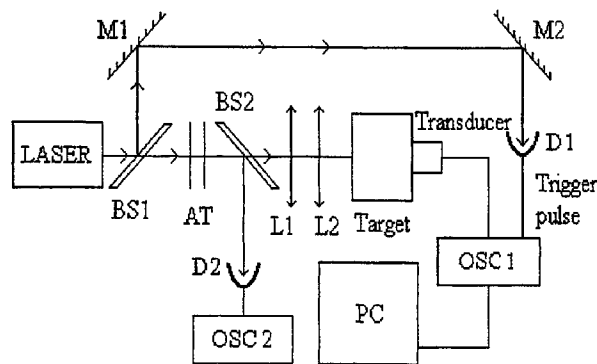 M1
M2
BS2
LASER
Transducer
D1
BS1
AT
L1
L2
Target
Trigger
pulse
D2
OSC 1
PC
OSC 2